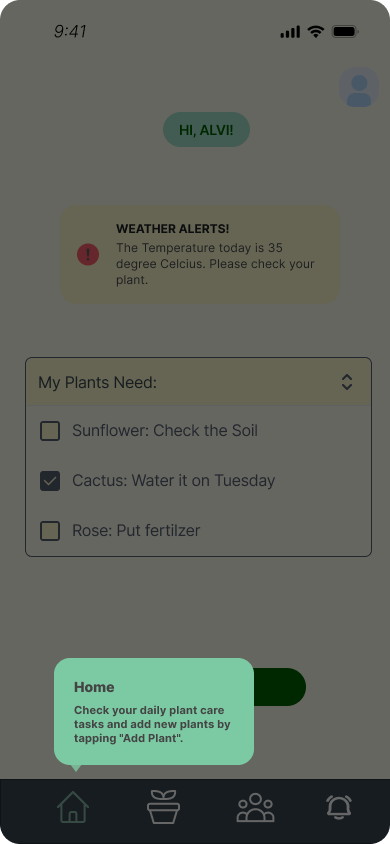 9:41
HI, ALVI!
WEATHER ALERTS!
The Temperature today is 35
degree Celcius. Please check your
plant.
My Plants Need:
Sunflower: Check the Soil
Cactus: Water it on Tuesday
Rose: Put fertilzer
Home
Check your daily plant care
tasks and add new plants by
tapping "Add Plant".